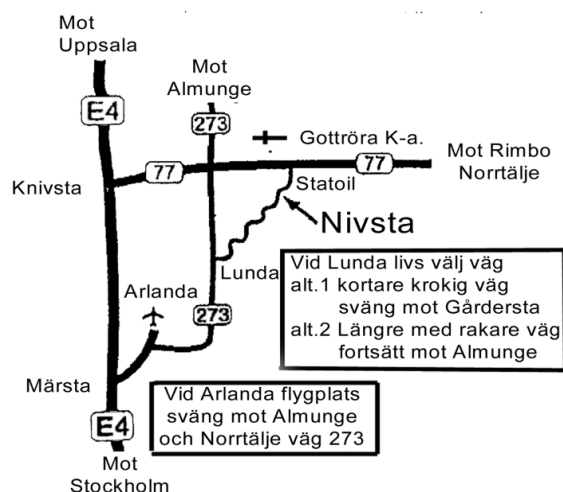 Mot
Uppsala
Mot
Almunge
E4
273
Gottröra K-a.
77
77
Mot Rimbo
Norrtälje
Knivsta
Statoil
Nivsta
Lunda
Vid Lunda livs välj väg
alt.1 kortare krokig väg
sväng mot Gårdersta
alt.2 Längre med rakare väg
fortsätt mot Almunge
Arlanda
273
Märsta
Vid Arlanda flygplats
sväng mot Almunge
och Norrtälje väg 273
E4
Mot
Stockholm